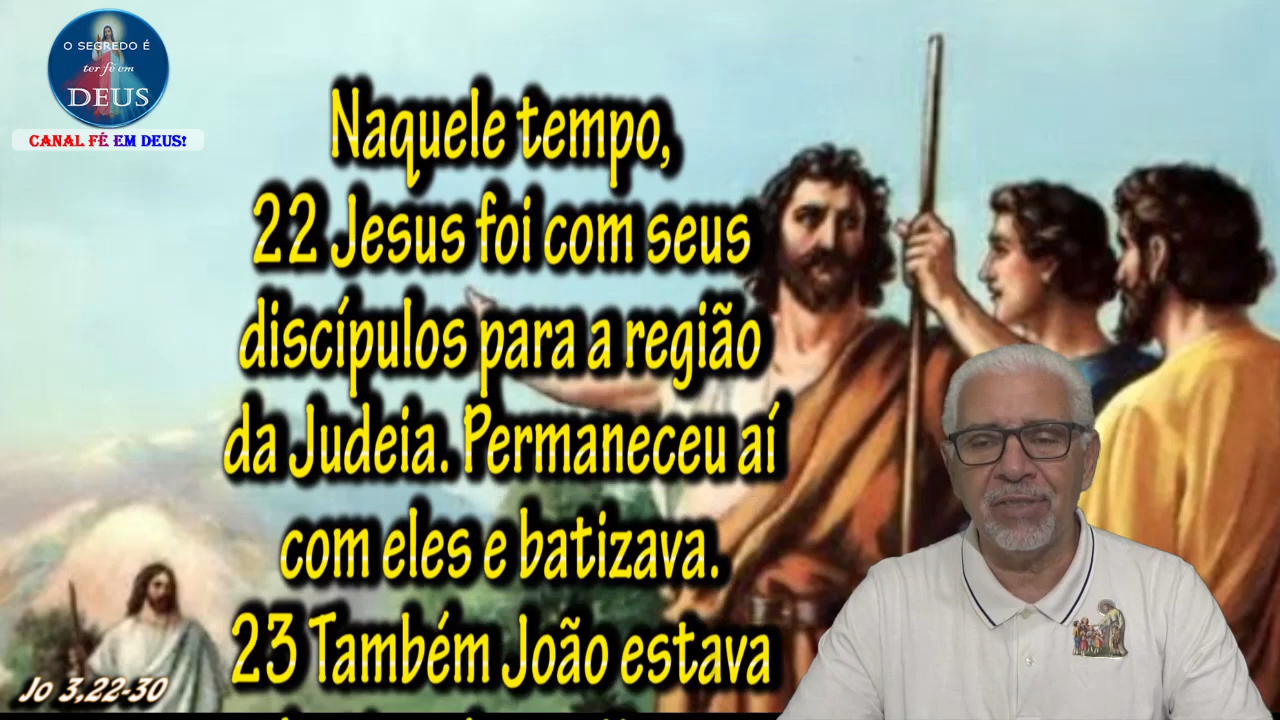 O SEGREDO É
ter fé em
DEUS
CANAL FÉ EM DEUS!
Naquele tempo,
22 Jesus foi com seus
discípulos para a região
da Judeia. Permaneceu aí
com eles e batizava.
23 Também João estava
Jo 3,22-30